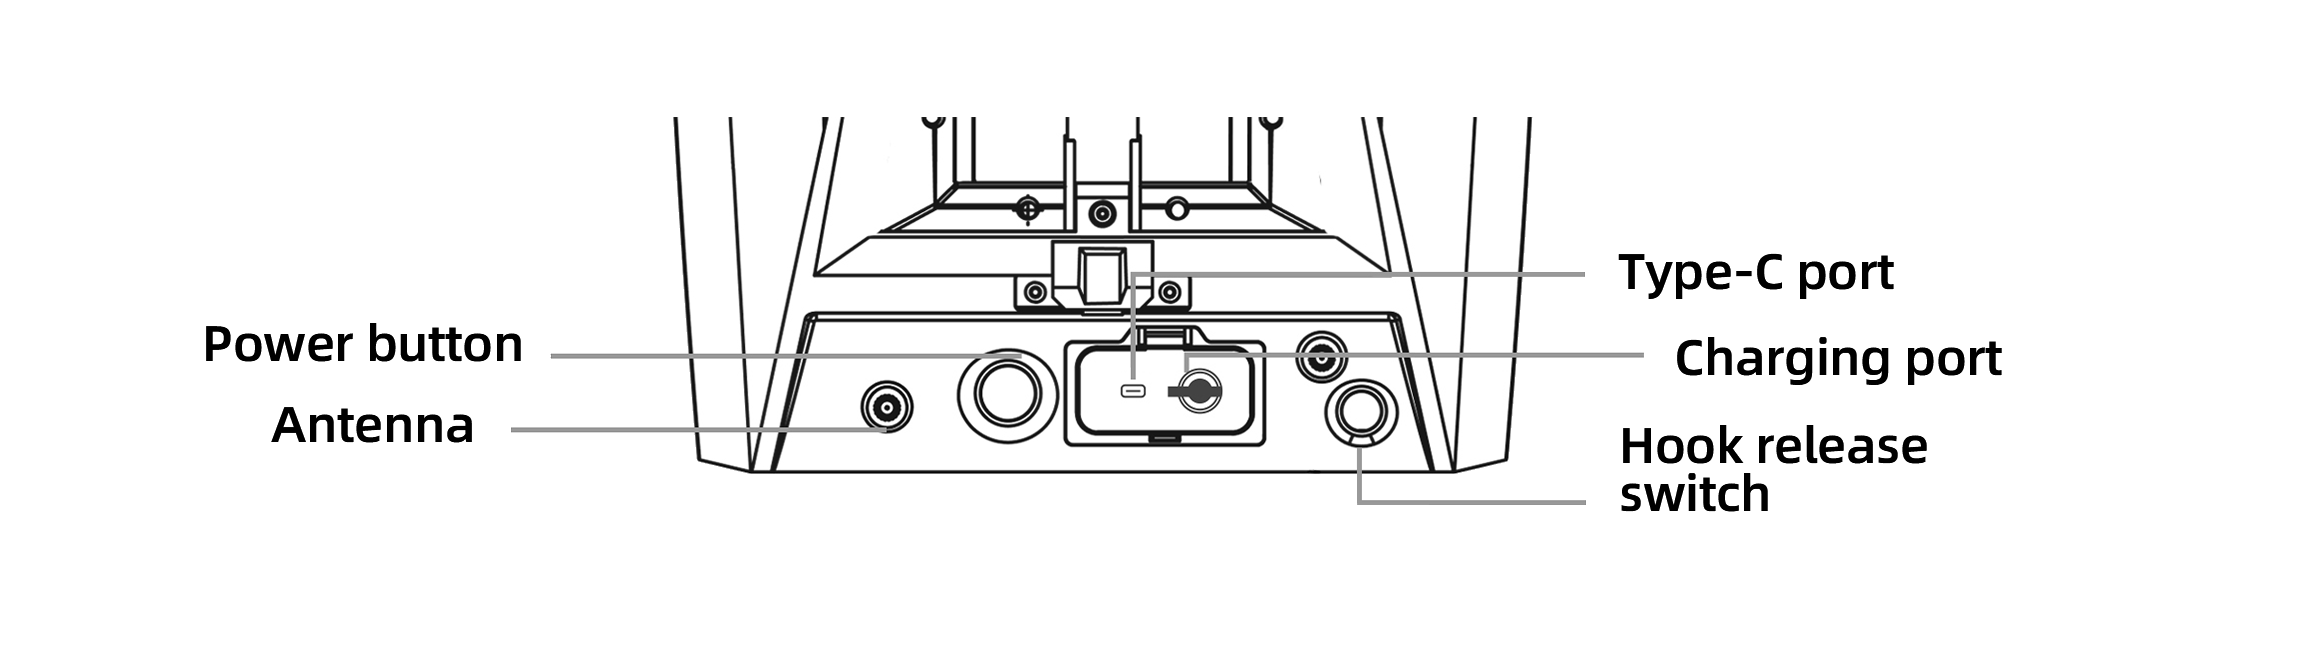 Type-C port
Power button
Charging port
Antenna
Hook release
switch